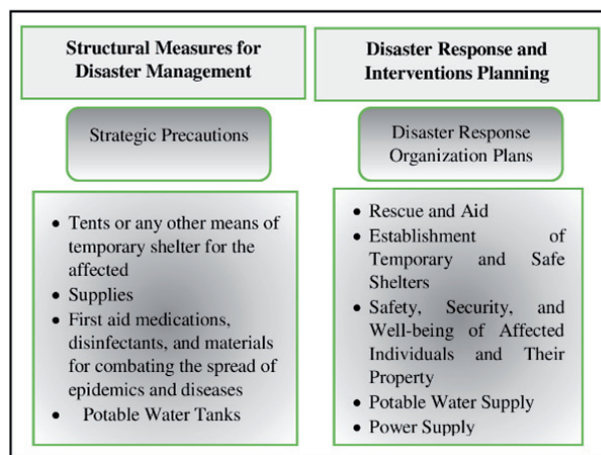 Structural Measures for
Disaster Management
Strategic Precautions
• Tents or any other means of
temporary shelter for the
affected
• Supplies
• First aid medications,
disinfectants, and materials
for combating the spread of
epidemics and diseases
• Potable Water Tanks
Disaster Response and
Interventions Planning
Disaster Response
Organization Plans
• Rescue and Aid
• Establishment of
Temporary and Safe
Shelters
• Safety, Security, and
Well-being of Affected
Individuals and Their
Property
• Potable Water Supply
• Power Supply